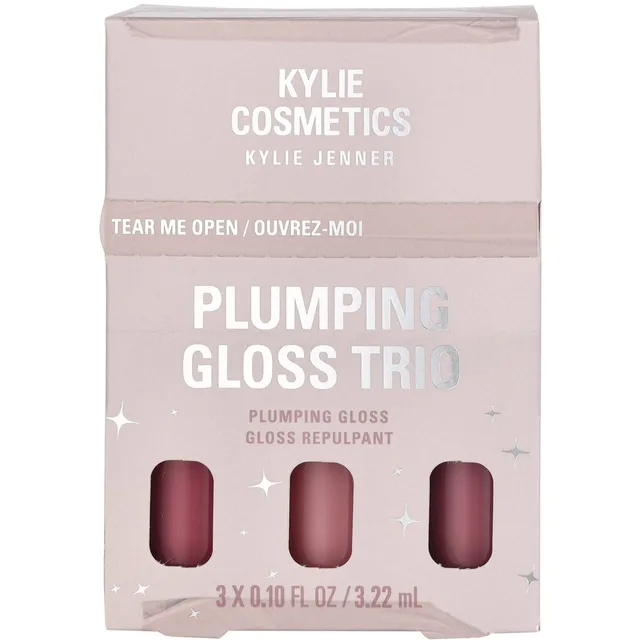 KYLIE
COSMETICS
KYLIE JENNER
TEAR ME OPEN / OUVREZ-MOI
PLUMPING
GLOSS TRIO
PLUMPING GLOSS
GLOSS REPULPANT
3 X 0.10 FL OZ / 3.22 mL